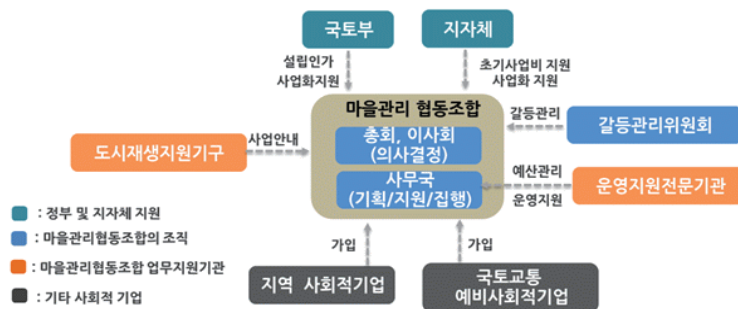 국토부
지자체
설립인가
사업화지원
초기사업비 지원
사업화 지원
마을관리 협동조합
총회, 이사회
(의사결정)
사무국
(기획/지원/집행)
갈등관리
갈등관리위원회
도시재생지원기구
사업안내
예산관리
운영지원
운영지원전문기관
가입
가입
지역 사회적기업
국토교통
예비사회적기업
: 정부 및 지자체 지원
: 마을관리협동조합의 조직
: 마을관리협동조합 업무지원기관
: 기타 사회적 기업